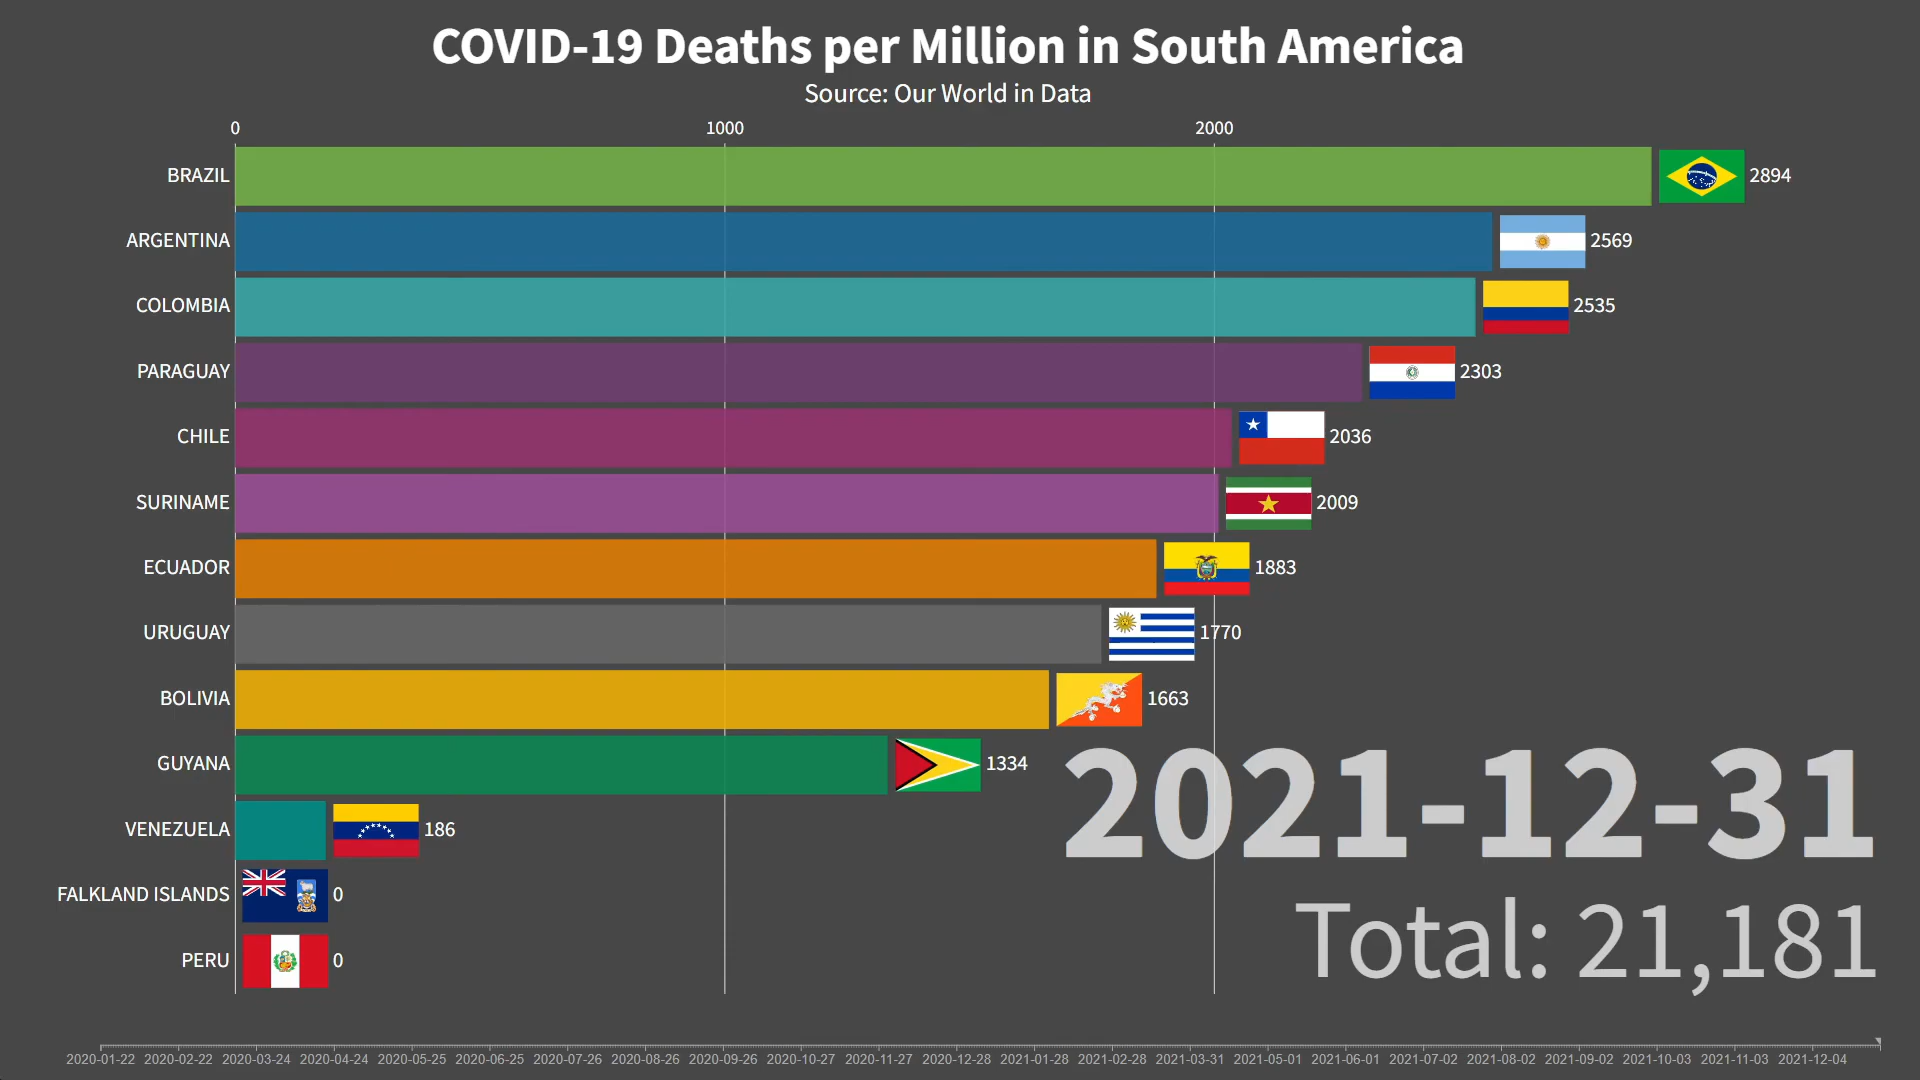 COVID-19 Deaths per Million in South America
Source: Our World in Data
0 1000 2000
BRAZIL 2894
ARGENTINA 2569
COLOMBIA 2535
PARAGUAY 2303
CHILE 2036
SURINAME 2009
ECUADOR 1883
URUGUAY 1770
BOLIVIA 1663
GUYANA 1334
VENEZUELA 186
FALKLAND ISLANDS 0
PERU 0
2021-12-31
Total: 21,181
2020-01-22 2020-02-22 2020-03-24 2020-04-24 2020-05-25 2020-06-25 2020-07-26 2020-08-26 2020-09-26 2020-10-27 2020-11-27 2020-12-28 2021-01-28 2021-02-28 2021-03-31 2021-05-01 2021-06-01 2021-07-02 2021-08-02 2021-09-02 2021-10-03 2021-11-03 2021-12-04